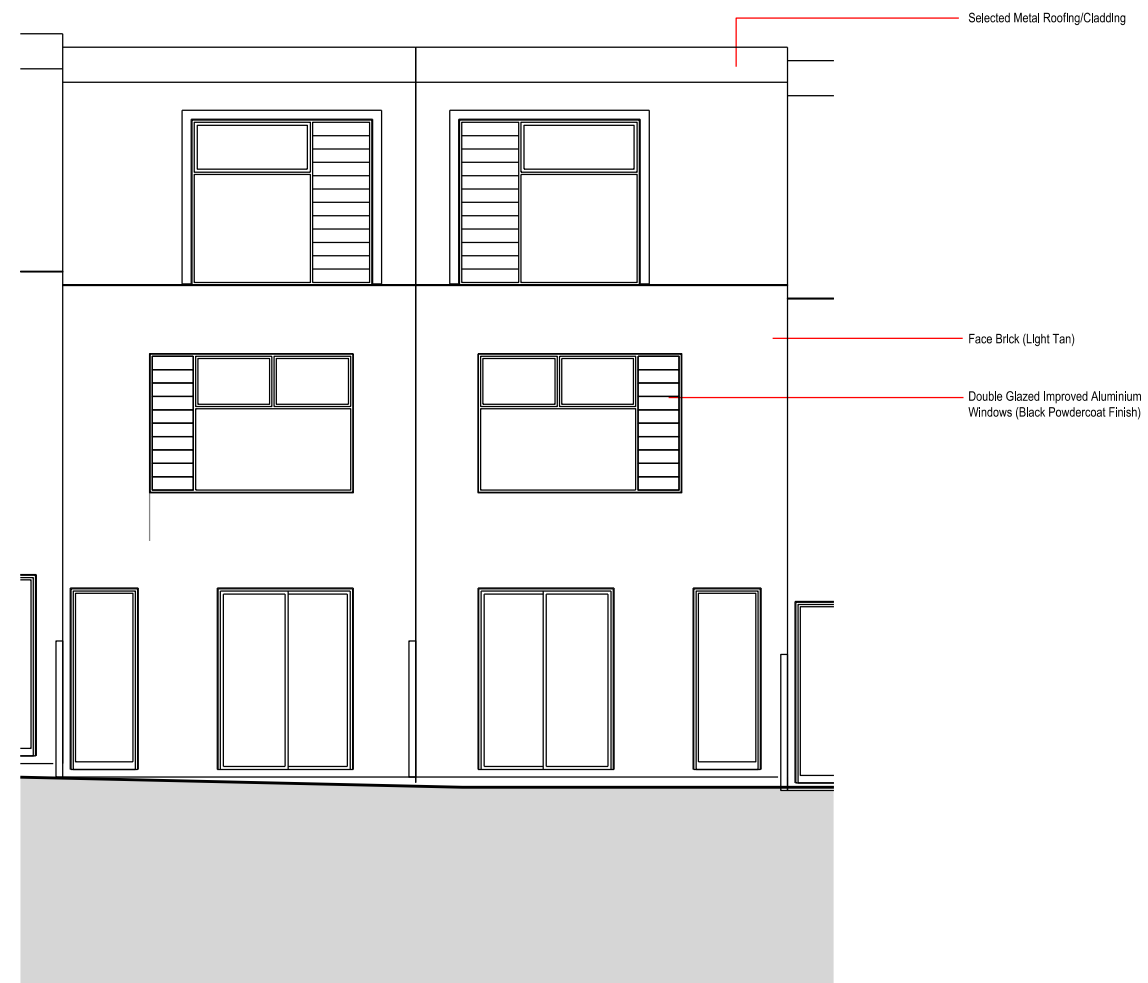 Selected Metal Roofing/Cladding
Face Brick (Light Tan)
Double Glazed Improved Aluminium
Windows (Black Powdercoat Finish)